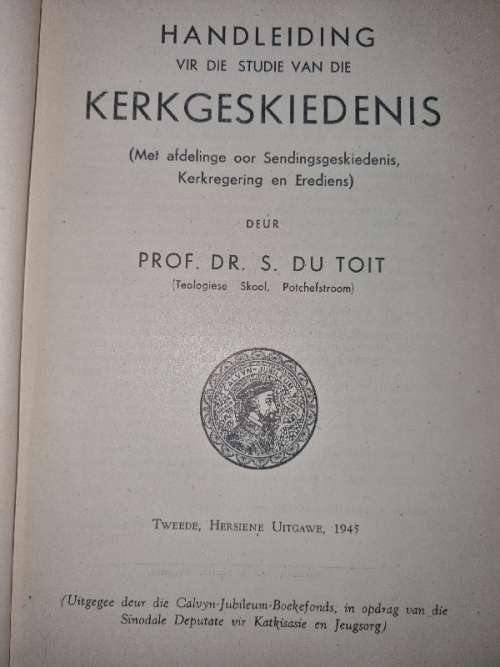 HANDLEIDING
VIR DIE STUDIE VAN DIE
KERKGESKIEDENIS
(Met afdelinge oor Sendingsgeskiedenis,
Kerkregering en Erediens)
DEUR
PROF. DR. S. DU TOIT
(Teologiese Skool, Potchefstroom)
CALVYN-JUBILEUM
TWEEDE, HERSIENE UITGAWE, 1945
(Uitgegee deur die Calvyn-Jubileum-Boekefonds, in opdrag van die
Sinodale Deputate vir Katkisasie en Jeugsorg)